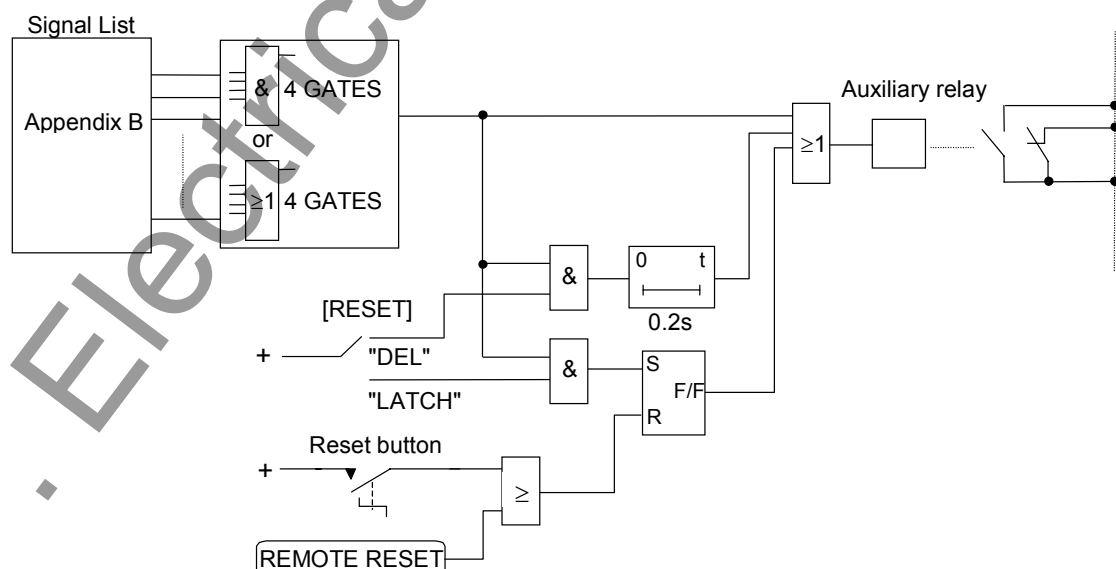 Signal List
Appendix B
&
4 GATES
or
≥1
4 GATES
Auxiliary relay
≥1
&
0 t
0.2s
[RESET]
+
"DEL"
&
"LATCH"
S
F/F
R
Reset button
+
≥
REMOTE RESET
. Electrica